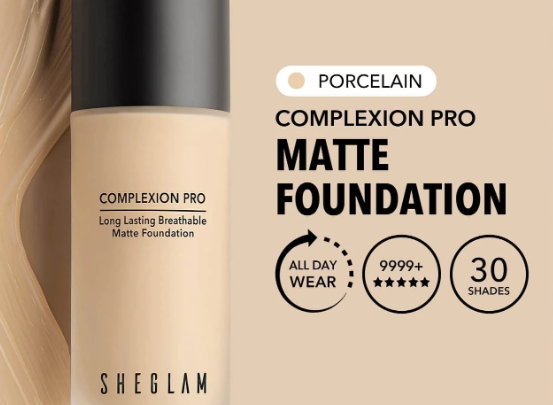 COMPLEXION PRO
Long Lasting Breathable
Matte Foundation
SHEGLAM
PORCELAIN
COMPLEXION PRO
MATTE
FOUNDATION
ALL DAY
WEAR
9999+
★★★★★
30
SHADES